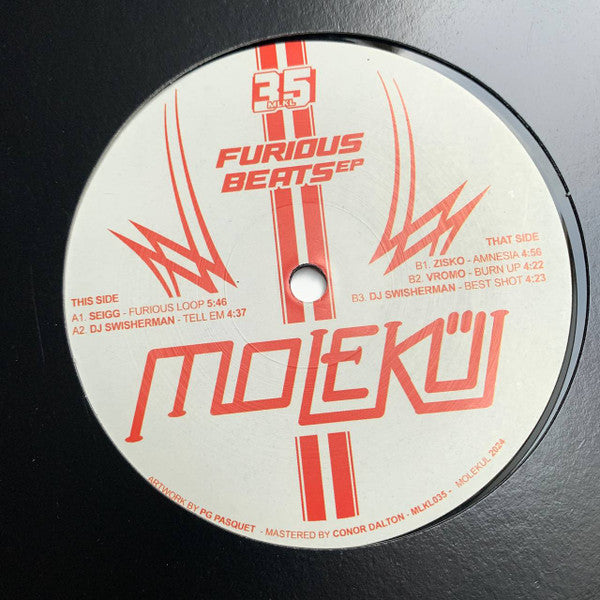 35
MLKL
FURIOUS
BEATS EP
THIS SIDE
A1. SEIGG - FURIOUS LOOP 5:46
A2. DJ SWISHERMAN - TELL EM 4:37
THAT SIDE
B1. ZISKO - AMNESIA 4:56
B2. VROMO - BURN UP 4:22
B3. DJ SWISHERMAN - BEST SHOT 4:23
MOLEKÜL
ARTWORK BY PG PASQUET - MASTERED BY CONOR DALTON - MLKL035 - MOLEKUL 2024